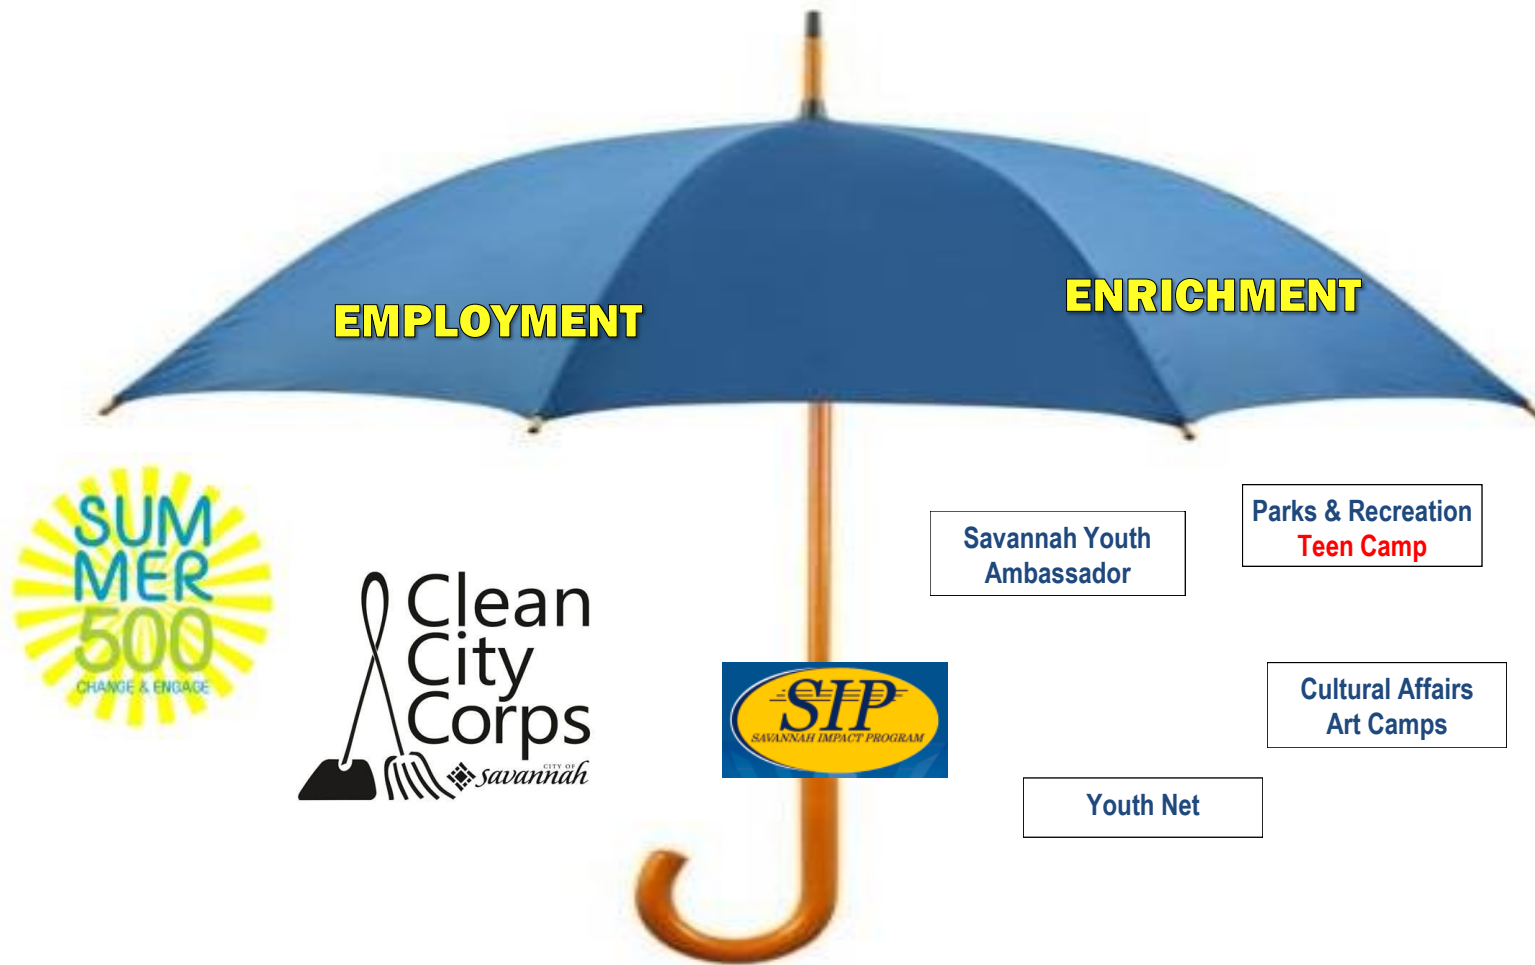 EMPLOYMENT
ENRICHMENT
SUM
MER
500
CHANGE & ENGAGE
Clean
City
Corps
CITY OF
savannah
SIP
SAVANNAH IMPACT PROGRAM
Savannah Youth
Ambassador
Parks & Recreation
Teen Camp
Cultural Affairs
Art Camps
Youth Net